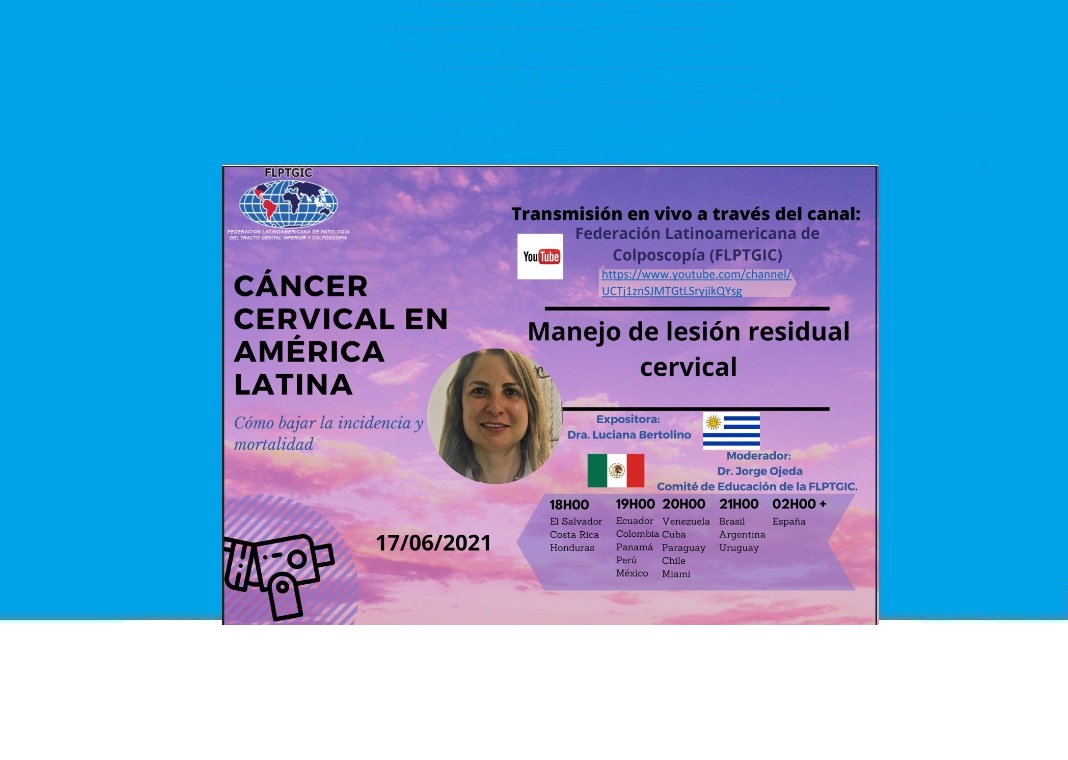 FLPTGIC
FEDERACIÓN LATINOAMERICANA DE PATOLOGÍA
DEL TRACTO GENITAL INFERIOR Y COLPOSCOPÍA
CÁNCER
CERVICAL EN
AMÉRICA
LATINA
Cómo bajar la incidencia y
mortalidad
17/06/2021
Transmisión en vivo a través del canal:
Federación Latinoamericana de
Colposcopía (FLPTGIC)
YouTube
https://www.youtube.com/channel/
UCTj1znSJMTGtLSryjikQYsg
Manejo de lesión residual
cervical
Expositora:
Dra. Luciana Bertolino
Moderador:
Dr. Jorge Ojeda
Comité de Educación de la FLPTGIC.
18H00
El Salvador
Costa Rica
Honduras
19H00
Ecuador
Colombia
Panamá
Perú
México
20H00
Venezuela
Cuba
Paraguay
Chile
Miami
21H00
Brasil
Argentina
Uruguay
02H00 +
España